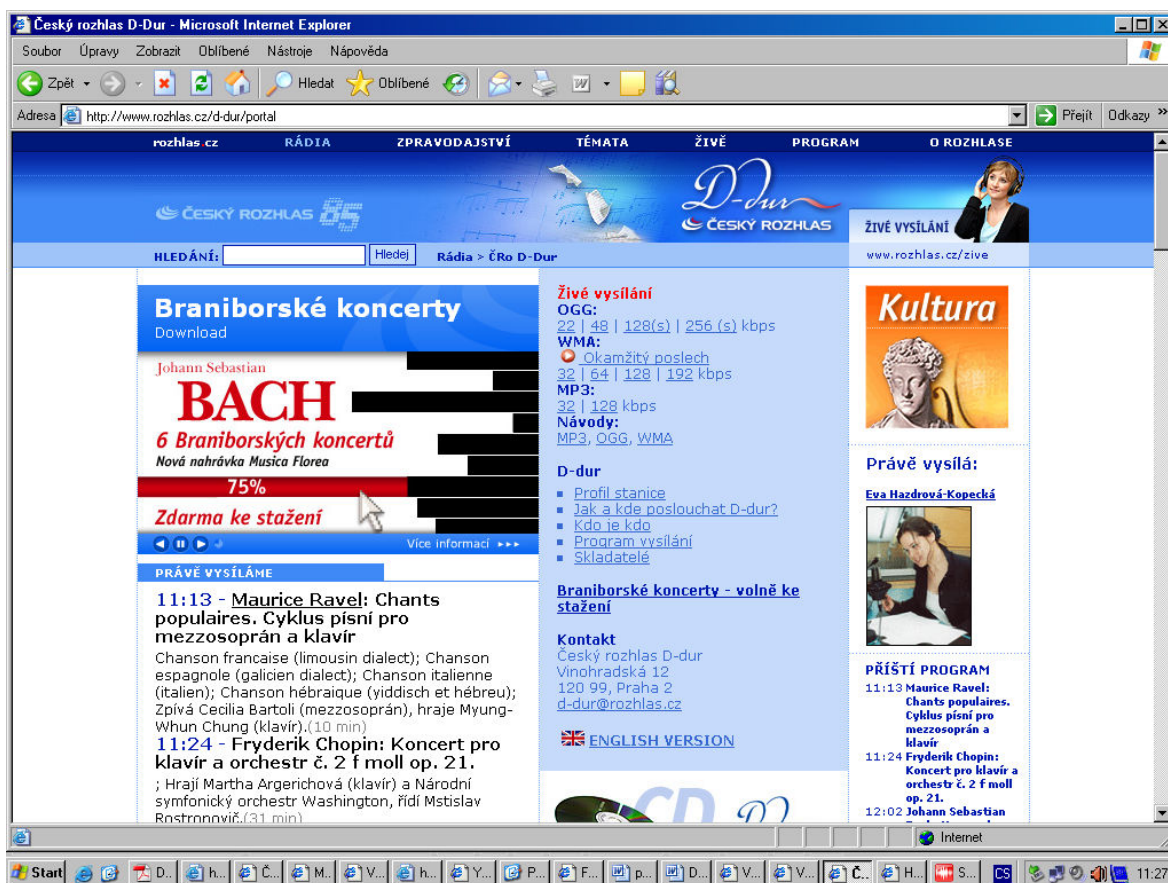 Český rozhlas D-Dur - Microsoft Internet Explorer
Soubor Úpravy Zobrazit Oblíbené Nástroje Nápověda
Zpět Hledat Oblíbené
Adresa http://www.rozhlas.cz/d-dur/portal Přejít Odkazy »
rozhlas.cz RÁDIA ZPRAVODAJSTVÍ TÉMATA ŽIVĚ PROGRAM O ROZHLASE
ČESKÝ ROZHLAS 85
D-dur
ČESKÝ ROZHLAS
ŽIVÉ VYSÍLÁNÍ
HLEDÁNÍ: Hledej Rádia > ČRo D-Dur
www.rozhlas.cz/zive
Braniborské koncerty
Download
Johann Sebastian
BACH
6 Braniborských koncertů
Nová nahrávka Musica Florea
75%
Zdarma ke stažení
Více informací
PRÁVĚ VYSÍLÁME
11:13 - Maurice Ravel: Chants
populaires. Cyklus písní pro
mezzosoprán a klavír
Chanson francaise (limousin dialect); Chanson
espagnole (galicien dialect); Chanson italienne
(italien); Chanson hébraique (yiddisch et hébreu);
Zpívá Cecilia Bartoli (mezzosoprán), hraje Myung-
Whun Chung (klavír).(10 min)
11:24 - Fryderik Chopin: Koncert pro
klavír a orchestr č. 2 f moll op. 21.
; Hrají Martha Argerichová (klavír) a Národní
symfonický orchestr Washington, řídí Mstislav
Rostropovič.(31 min)
Živé vysílání
OGG:
22 | 48 | 128(s) | 256 (s) kbps
WMA:
Okamžitý poslech
32 | 64 | 128 | 192 kbps
MP3:
32 | 128 kbps
Návody:
MP3, OGG, WMA
D-dur
Profil stanice
Jak a kde poslouchat D-dur?
Kdo je kdo
Program vysílání
Skladatelé
Braniborské koncerty - volně ke
stažení
Kontakt
Český rozhlas D-dur
Vinohradská 12
120 99, Praha 2
d-dur@rozhlas.cz
ENGLISH VERSION
CD D
Kultura
Právě vysílá:
Eva Hazdrová-Kopecká
PŘÍŠTÍ PROGRAM
11:13 Maurice Ravel:
Chants populaires.
Cyklus písní pro
mezzosoprán a
klavír
11:24 Fryderik Chopin:
Koncert pro klavír a
orchestr č. 2 f moll
op. 21.
12:02 Johann Sebastian
Internet
Start D... h... Č... M... V... h... Y... P... F... p... D... V... V... Č... H... S... CS 11:27